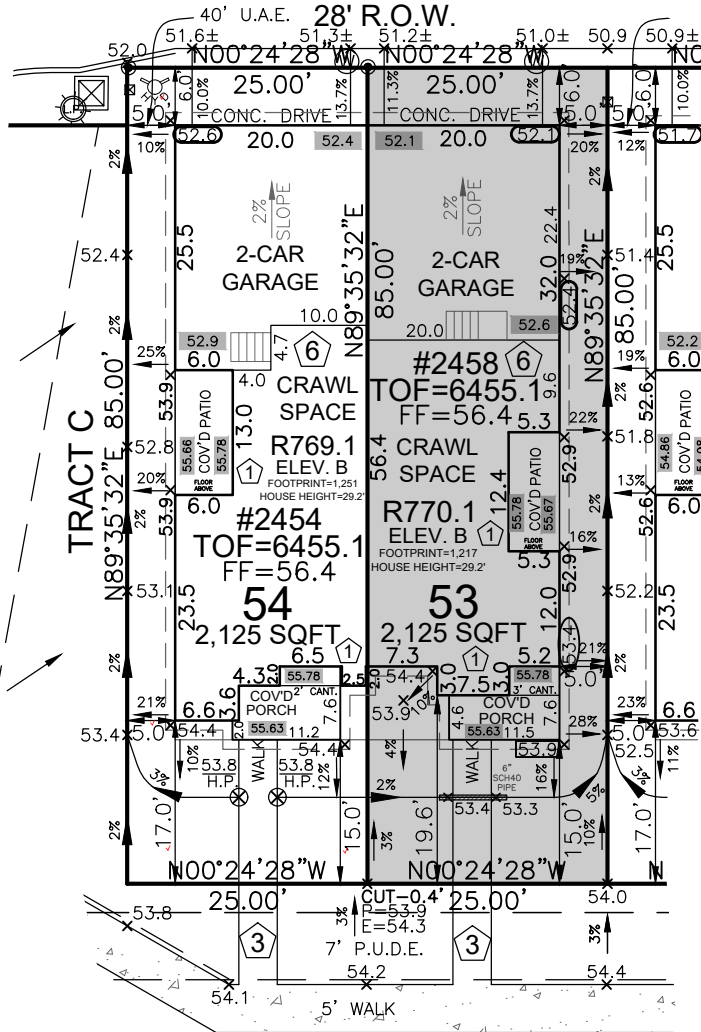 40' U.A.E. 28' R.O.W.
52.0 51.6± 51.3± 51.2± 51.0± 50.9 50.9±
N00°24'28"W N00°24'28"W
25.00' 25.00'
6.0' 10.0% 13.7% 11.3% 13.7% 6.0' 6.0' 10.0%
CONC. DRIVE CONC. DRIVE
5.0' 5.0' 5.0'
52.6 20.0 52.4 52.1 20.0 52.1 51.7
10% 20% 12%
2% 2%
2% SLOPE 2% SLOPE
25.5 22.4
52.4 2-CAR 2-CAR 19% 51.4
GARAGE GARAGE
N89°35'32"E 85.00' 32.0 52.4 N89°35'32"E 85.00'
10.0
20.0 52.6
2% 52.9 4.7 52.2
6.0 6 #2458 6 6.0
25% 4.0 TOF=6455.1 19%
53.9 CRAWL FF=56.4 9.6 2% 52.6
SPACE 5.3 22%
13.0 56.4
TRACT C
N89°35'32"E 85.00'
52.8 R769.1 CRAWL 51.8
55.66 COV'D PATIO 55.78 ELEV. B SPACE 52.9 54.86 COV'D PATIO 54.98
FLOOR ABOVE 1 FOOTPRINT=1,251
HOUSE HEIGHT=29.2'
20% 12.4 COV'D PATIO 13%
53.9 6.0 55.78 55.67 52.6 6.0
2% #2454 R770.1 2%
TOF=6455.1 ELEV. B 1 FLOOR ABOVE
FF=56.4 FOOTPRINT=1,217 16%
HOUSE HEIGHT=29.2' 5.3 52.9
53.1 54 53 12.0 52.2
23.5 2,125 SQFT 2,125 SQFT 53.4 23.5
1 1
2% 6.5 7.3 5.2 21% 2%
4.3 2.0 55.78 2.5 2.0 54.4 3.0 7.5 3.0 55.78 5.0'
2' CANT. 3' CANT.
21% 6.6 3.6 COV'D PORCH 7.6 53.9 10% 4.6 COV'D PORCH 7.6 23% 6.6
53.4 5.0' 54.4 2.0 55.63 11.2 54.4 55.63 11.5 53.9 28% 5.0' 53.6
52.5
10% 53.8 H.P. WALK 53.8 H.P. 12% 4% WALK 6" SCH40 PIPE 16% 11%
3% 2% 53.4 53.3 5% 3%
2% 17.0' 15.0' 3% 19.6' 15.0' 10% 17.0'
N00°24'28"W N00°24'28"W N
25.00' CUT-0.4' 25.00' 54.0
53.8 3% P=53.9
E=54.3
3 7' P.U.D.E. 3 3%
54.1 54.2 54.4
5' WALK